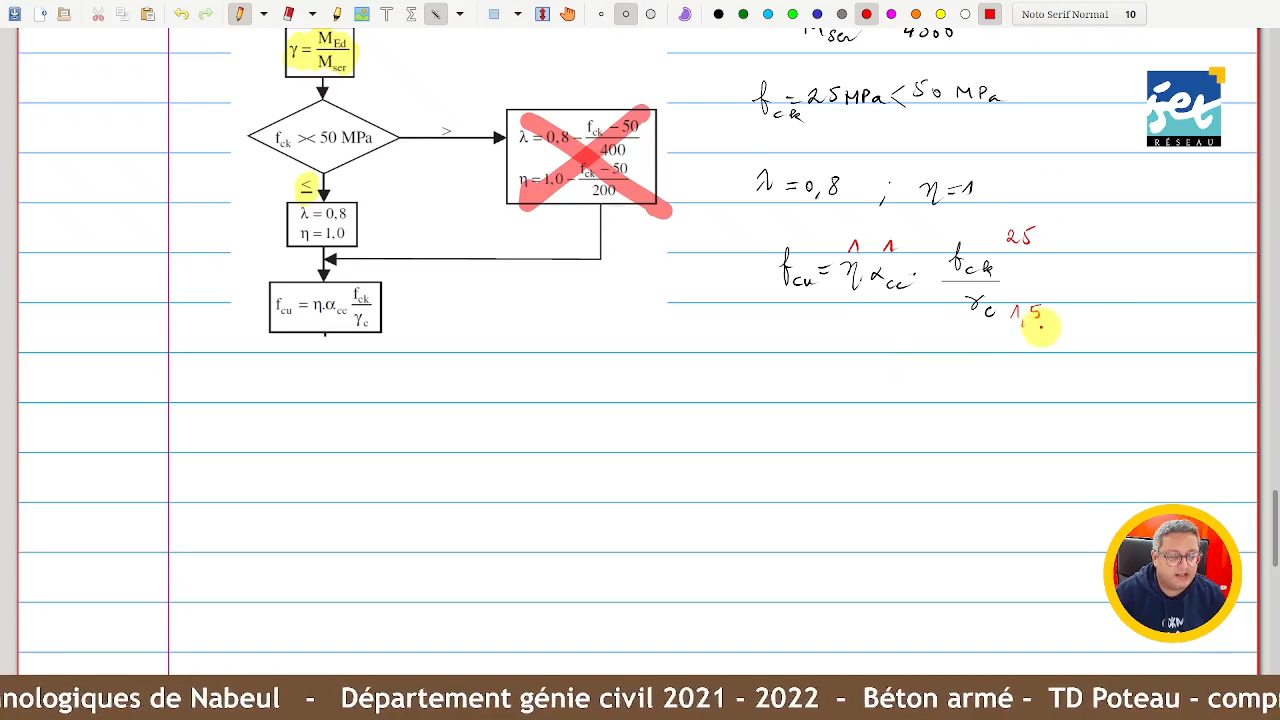 Noto Serif Normal 10
γ = M_Ed / M_ser
M_ser 4000
f_ck = 25 MPa < 50 MPa
f_ck >< 50 MPa
>
λ = 0,8 − (f_ck − 50) / 400
η = 1,0 − (f_ck − 50) / 200
≤
λ = 0,8
η = 1,0
λ = 0,8 ; η = 1
1 1 25
f_cu = η . α_cc . f_ck / γ_c
1,5
f_cu = η.α_cc f_ck / γ_c
iset
RÉSEAU
nologiques de Nabeul - Département génie civil 2021 - 2022 - Béton armé - TD Poteau - comp